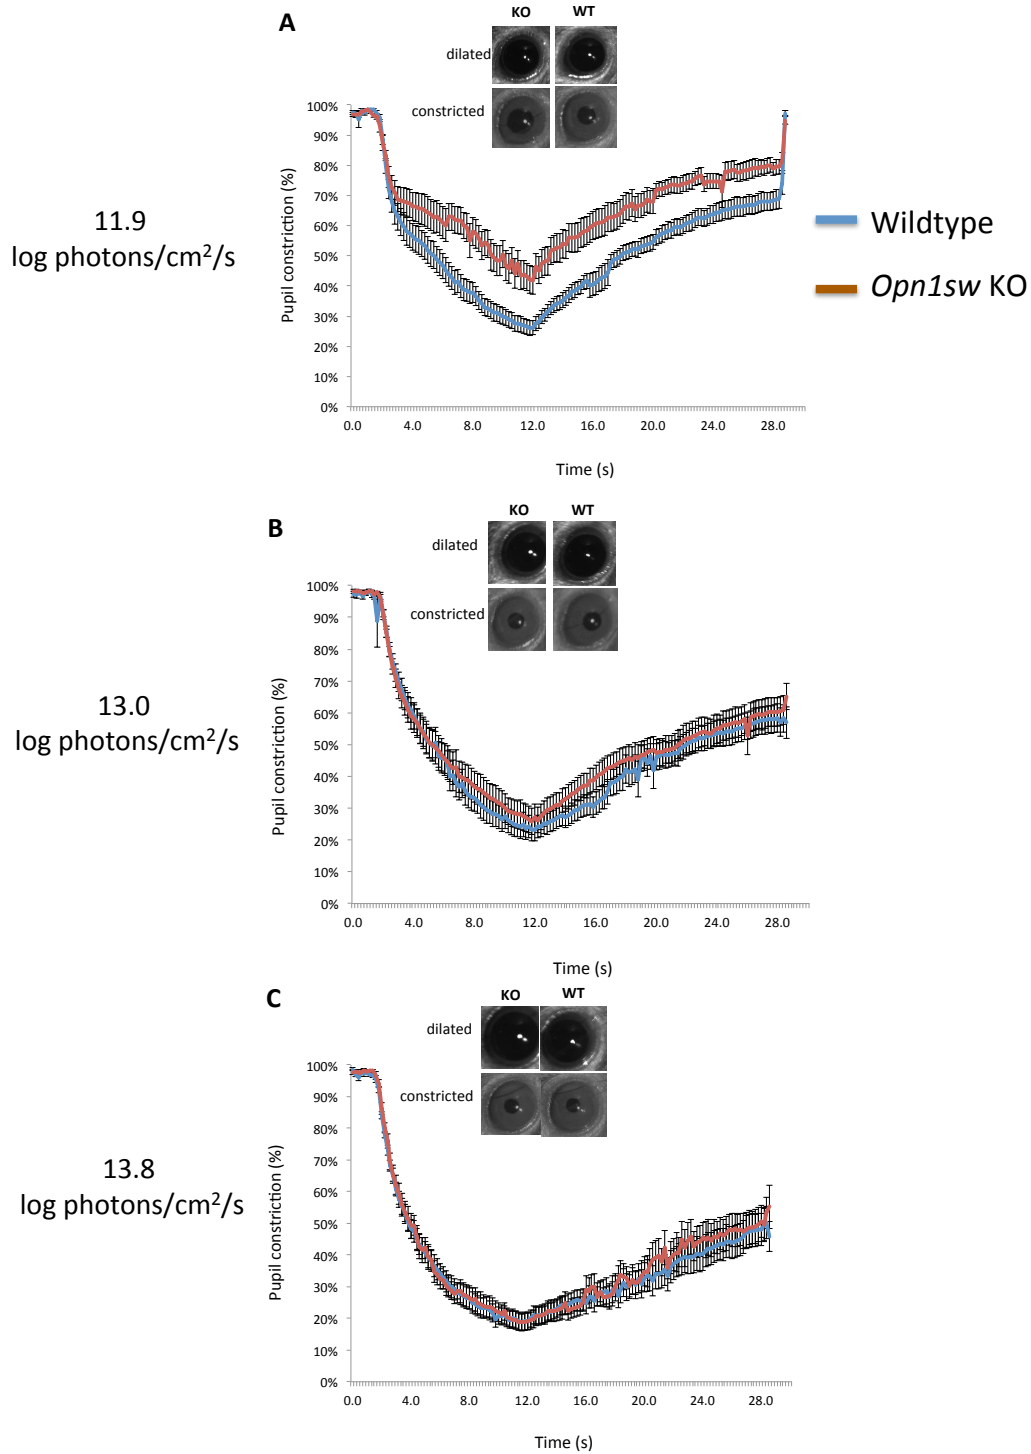 A
KO WT
dilated
constricted
100%
90%
80%
70%
60%
50%
40%
30%
20%
10%
0%
Pupil constriction (%)
0.0 4.0 8.0 12.0 16.0 20.0 24.0 28.0
Time (s)
11.9
log photons/cm²/s
Wildtype
Opn1sw KO
B
KO WT
dilated
constricted
100%
90%
80%
70%
60%
50%
40%
30%
20%
10%
0%
Pupil constriction (%)
0.0 4.0 8.0 12.0 16.0 20.0 24.0 28.0
Time (s)
13.0
log photons/cm²/s
C
KO WT
dilated
constricted
100%
90%
80%
70%
60%
50%
40%
30%
20%
10%
0%
Pupil constriction (%)
0.0 4.0 8.0 12.0 16.0 20.0 24.0 28.0
Time (s)
13.8
log photons/cm²/s